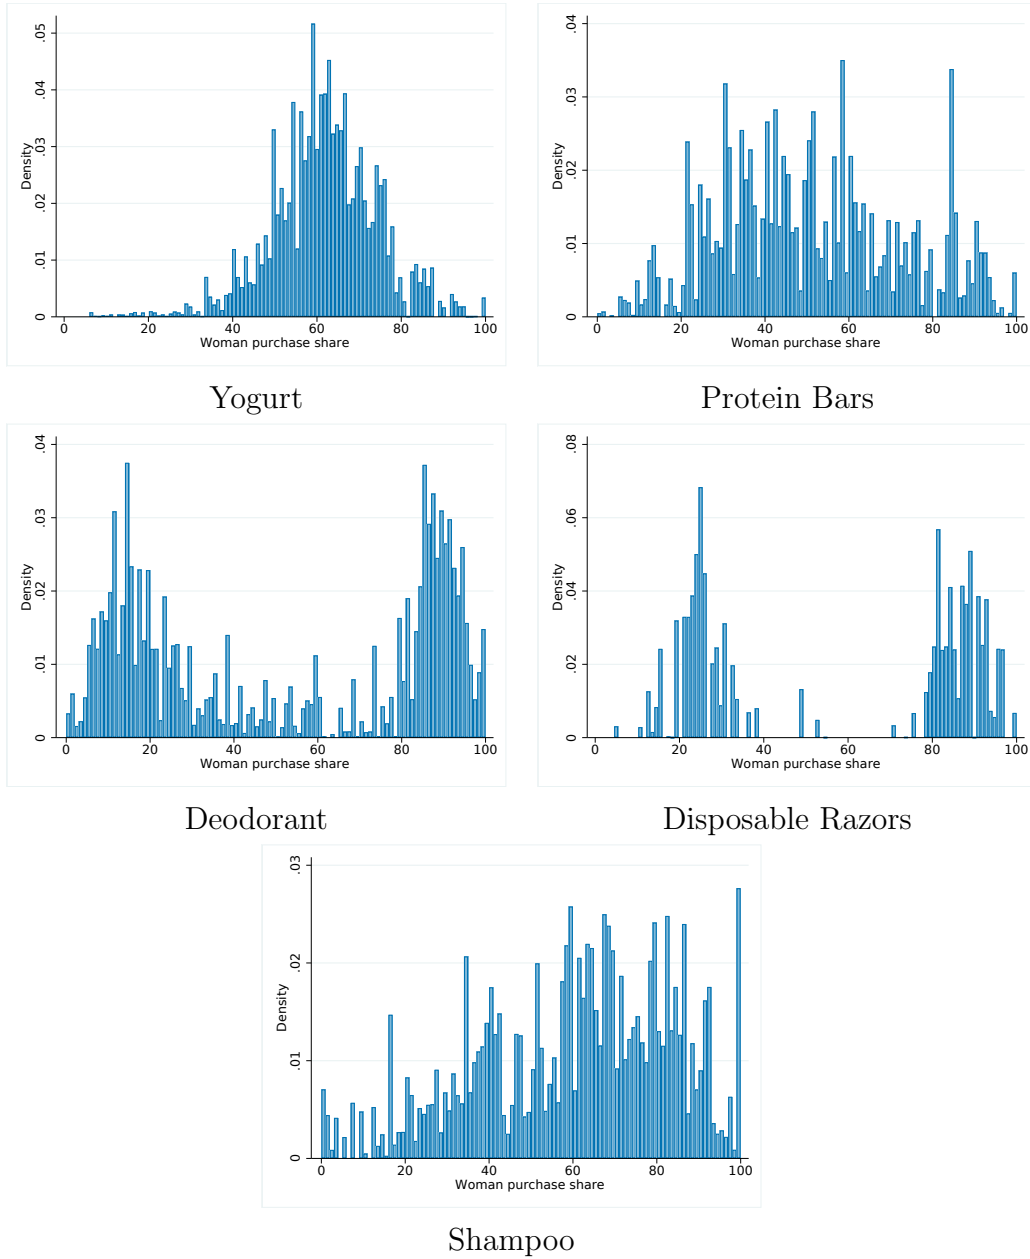 Density
.05
.04
.03
.02
.01
0
0 20 40 60 80 100
Woman purchase share
Yogurt
Density
.04
.03
.02
.01
0
0 20 40 60 80 100
Woman purchase share
Protein Bars
Density
.04
.03
.02
.01
0
0 20 40 60 80 100
Woman purchase share
Deodorant
Density
.08
.06
.04
.02
0
0 20 40 60 80 100
Woman purchase share
Disposable Razors
Density
.03
.02
.01
0
0 20 40 60 80 100
Woman purchase share
Shampoo